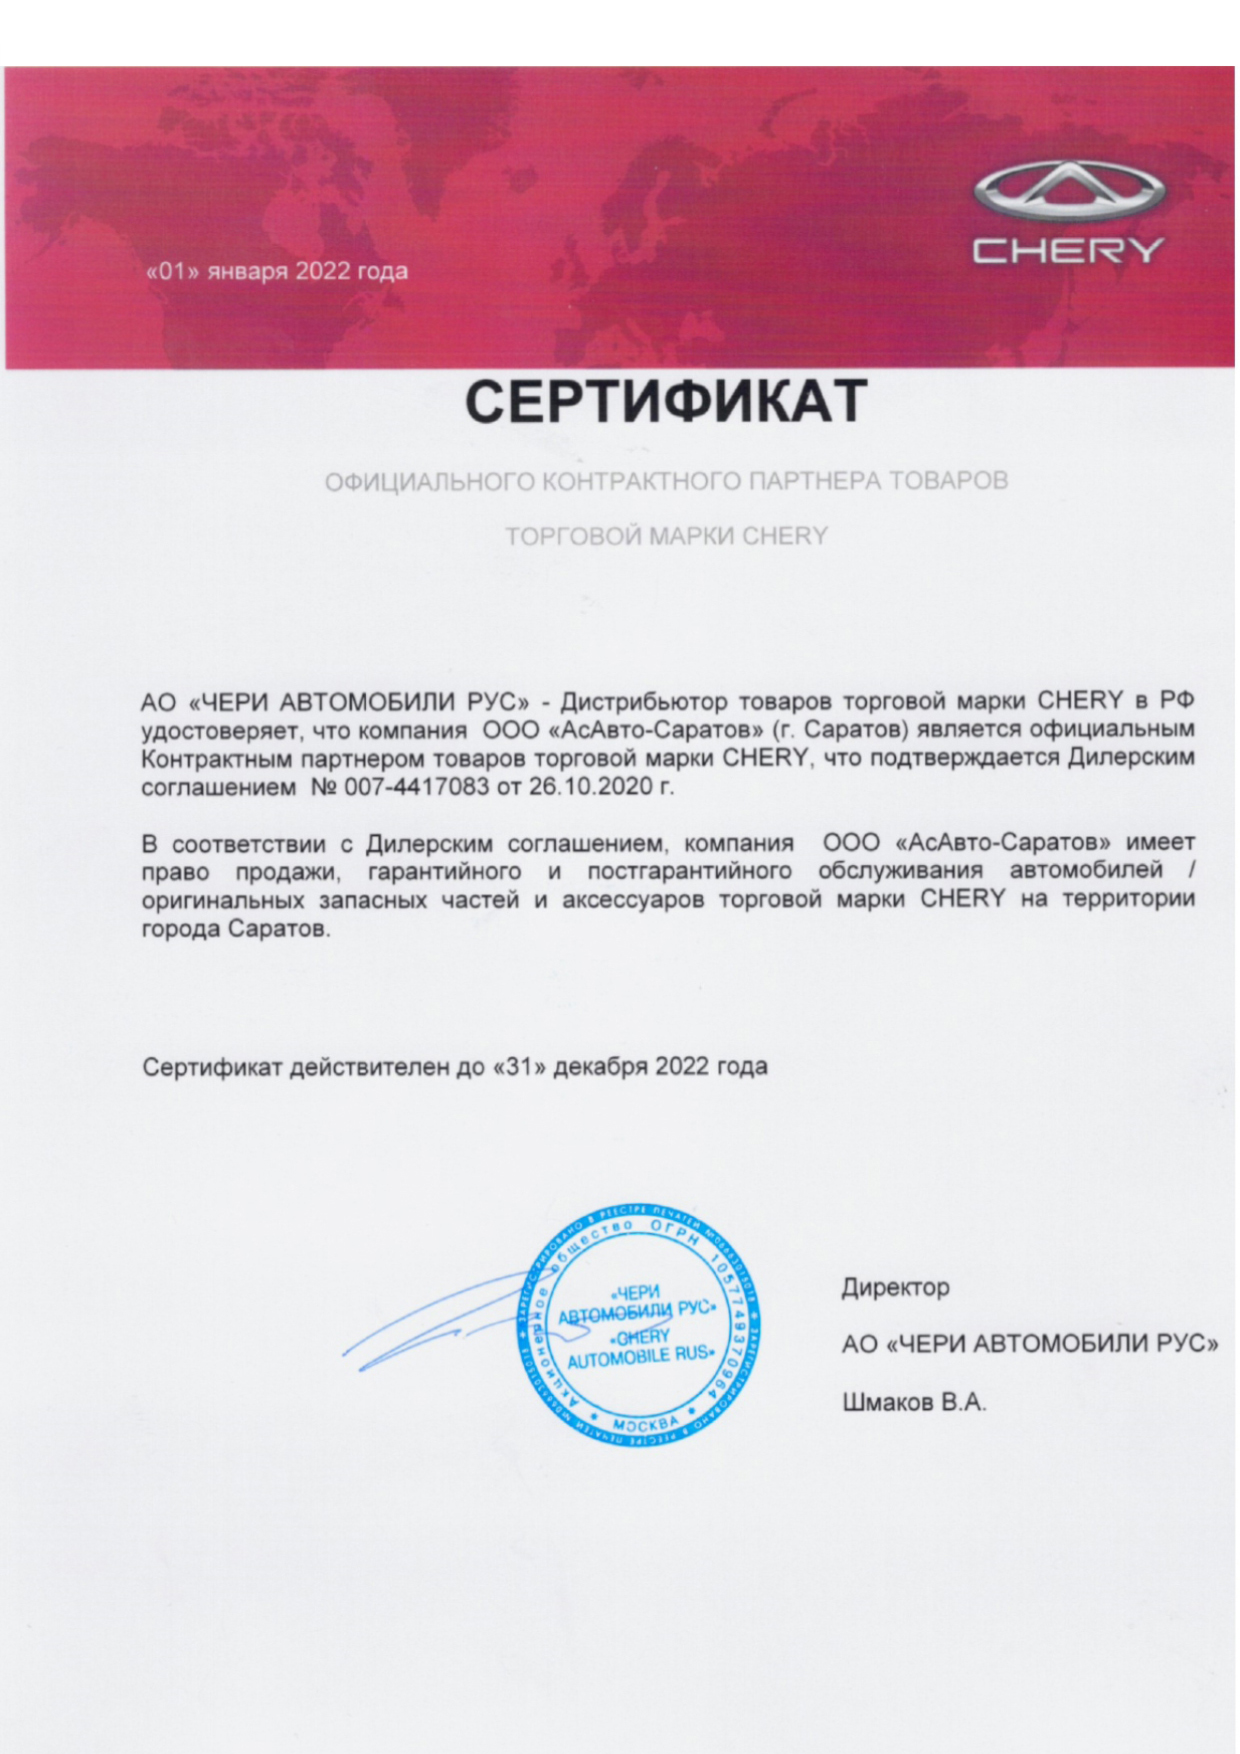 «01» января 2022 года
CHERY
СЕРТИФИКАТ
ОФИЦИАЛЬНОГО КОНТРАКТНОГО ПАРТНЕРА ТОВАРОВ
ТОРГОВОЙ МАРКИ CHERY
АО «ЧЕРИ АВТОМОБИЛИ РУС» - Дистрибьютор товаров торговой марки CHERY в РФ
удостоверяет, что компания ООО «АсАвто-Саратов» (г. Саратов) является официальным
Контрактным партнером товаров торговой марки CHERY, что подтверждается Дилерским
соглашением № 007-4417083 от 26.10.2020 г.
В соответствии с Дилерским соглашением, компания ООО «АсАвто-Саратов» имеет
право продажи, гарантийного и постгарантийного обслуживания автомобилей /
оригинальных запасных частей и аксессуаров торговой марки CHERY на территории
города Саратов.
Сертификат действителен до «31» декабря 2022 года
ЗАРЕГИСТРИРОВАНО В РЕЕСТРЕ ПЕЧАТЕЙ
Акционерное общество ОГРН 1057749370964
МОСКВА
«ЧЕРИ
АВТОМОБИЛИ РУС»
«CHERY
AUTOMOBILE RUS»
Директор
АО «ЧЕРИ АВТОМОБИЛИ РУС»
Шмаков В.А.